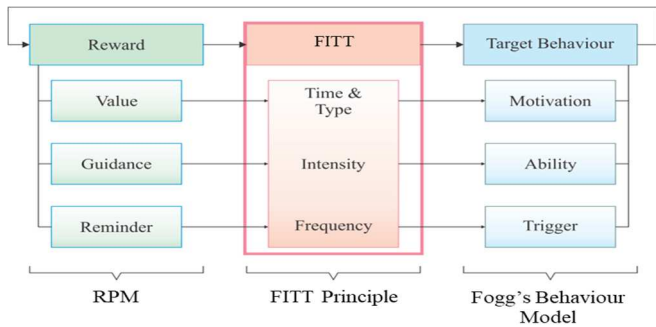 Reward
FITT
Target Behaviour
Value
Time &
Type
Motivation
Guidance
Intensity
Ability
Reminder
Frequency
Trigger
RPM
FITT Principle
Fogg's Behaviour
Model